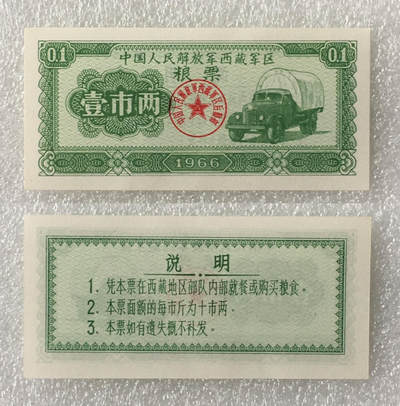 0.1 中国人民解放军西藏军区 0.1
粮票
壹市两
1966
说明
1. 凭本票在西藏地区部队内部就餐或购买粮食。
2. 本票面额的每市斤为十市两。
3. 本票如有遗失概不补发。